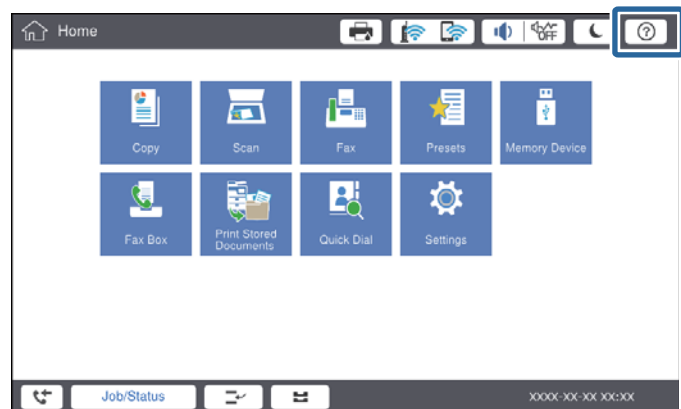 Home
OFF
?
Copy
Scan
Fax
Presets
Memory Device
Fax Box
Print Stored
Documents
Quick Dial
Settings
Job/Status
XXXX-XX-XX XX:XX